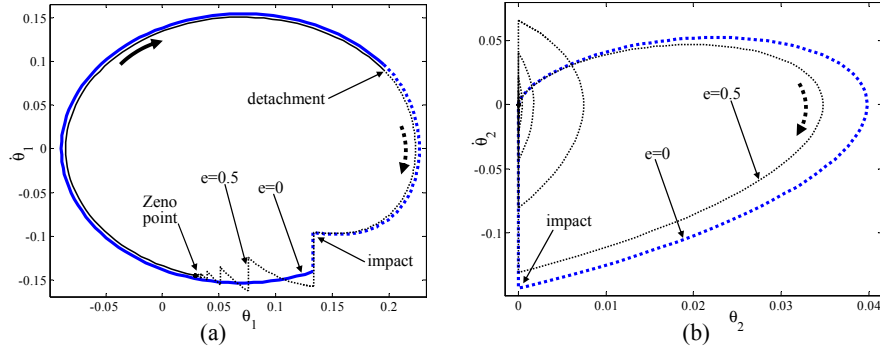 0.15
0.1
0.05
0
-0.05
-0.1
-0.15
θ̇1
detachment
e=0.5
e=0
Zeno
point
impact
-0.05 0 0.05 0.1 0.15 0.2
θ1
(a)
0.05
0
-0.05
-0.1
θ̇2
e=0.5
e=0
impact
0 0.01 0.02 0.03 0.04
θ2
(b)